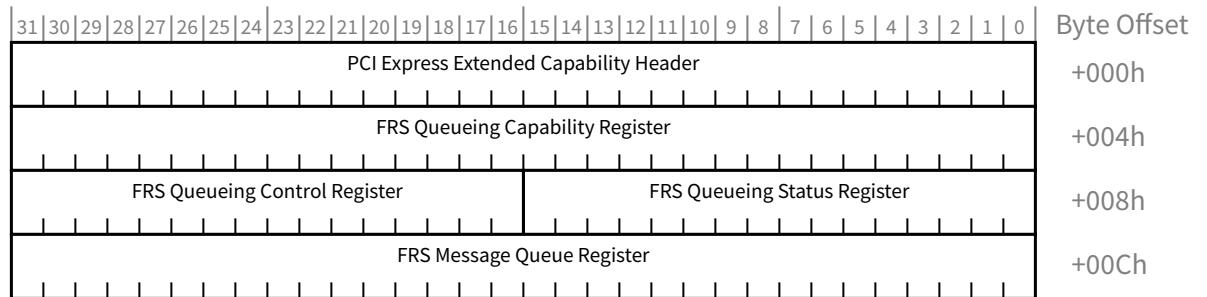 31 30 29 28 27 26 25 24 23 22 21 20 19 18 17 16 15 14 13 12 11 10 9 8 7 6 5 4 3 2 1 0 Byte Offset
PCI Express Extended Capability Header +000h
FRS Queueing Capability Register +004h
FRS Queueing Control Register FRS Queueing Status Register +008h
FRS Message Queue Register +00Ch